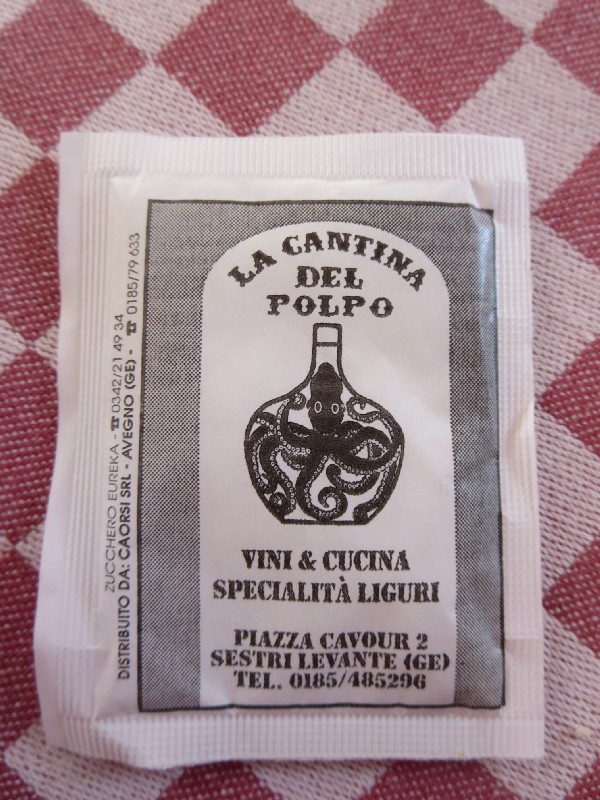 LA CANTINA
DEL
POLPO
VINI & CUCINA
SPECIALITÀ LIGURI
PIAZZA CAVOUR 2
SESTRI LEVANTE (GE)
TEL. 0185/485296
ZUCCHERO EUREKA - ☎ 0342/21 49 34
DISTRIBUITO DA: CAORSI SRL - AVEGNO (GE) - ☎ 0185/79 633